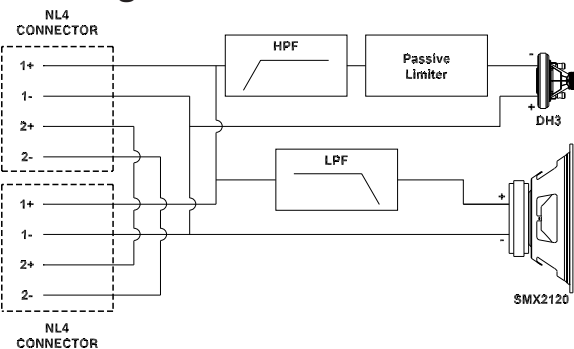 NL4
CONNECTOR
HPF
Passive
Limiter
1+
1-
2+
2-
-
+
DH3
LPF
1+
1-
2+
2-
+
-
SMX2120
NL4
CONNECTOR